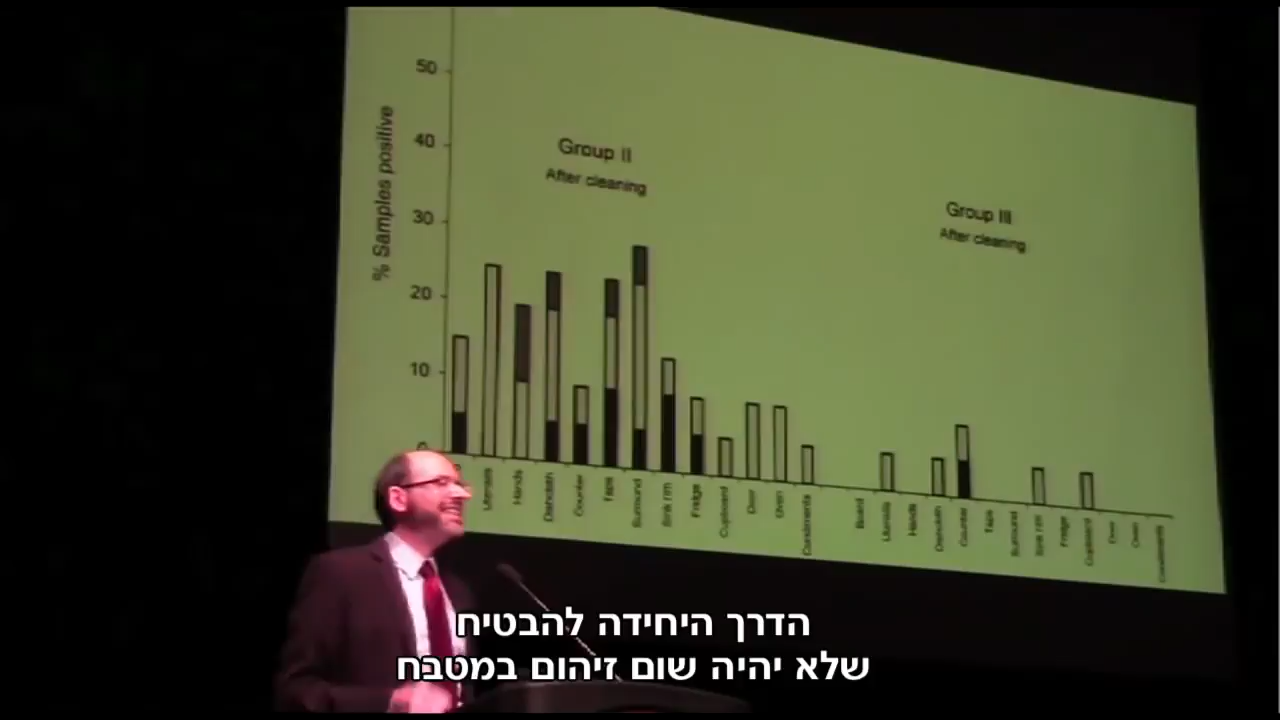 50
40
30
20
10
0
% Samples positive
Group II
After cleaning
Group III
After cleaning
Utensils
Hands
Dishcloth
Counter
Taps
Surround
Sink rim
Fridge
Cupboard
Door
Oven
Condiments
Board
Utensils
Hands
Dishcloth
Counter
Taps
Surround
Sink rim
Fridge
Cupboard
Door
Oven
Condiments
הדרך היחידה להבטיח
שלא יהיה שום זיהום במטבח